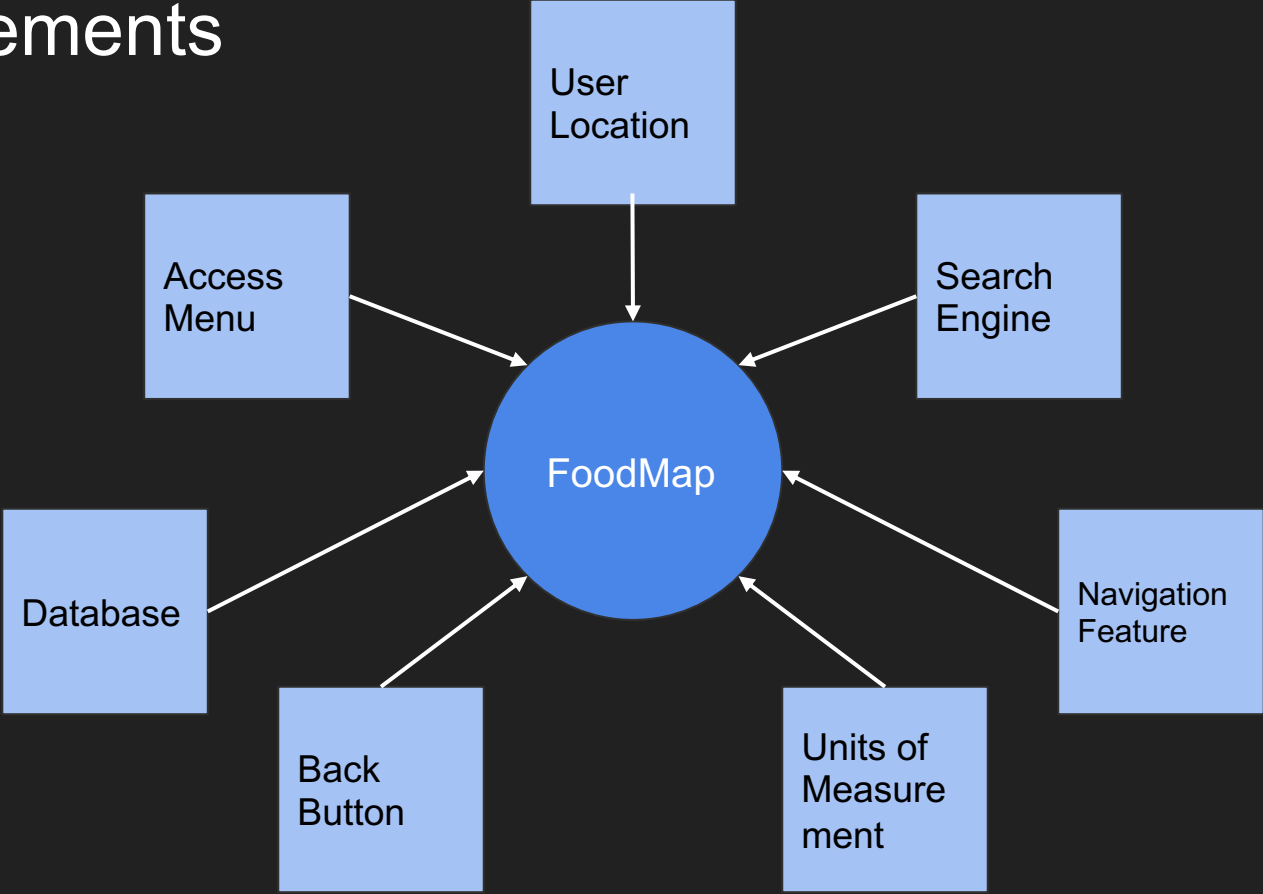 ements
User
Location
Access
Menu
Search
Engine
FoodMap
Database
Navigation
Feature
Back
Button
Units of
Measure
ment